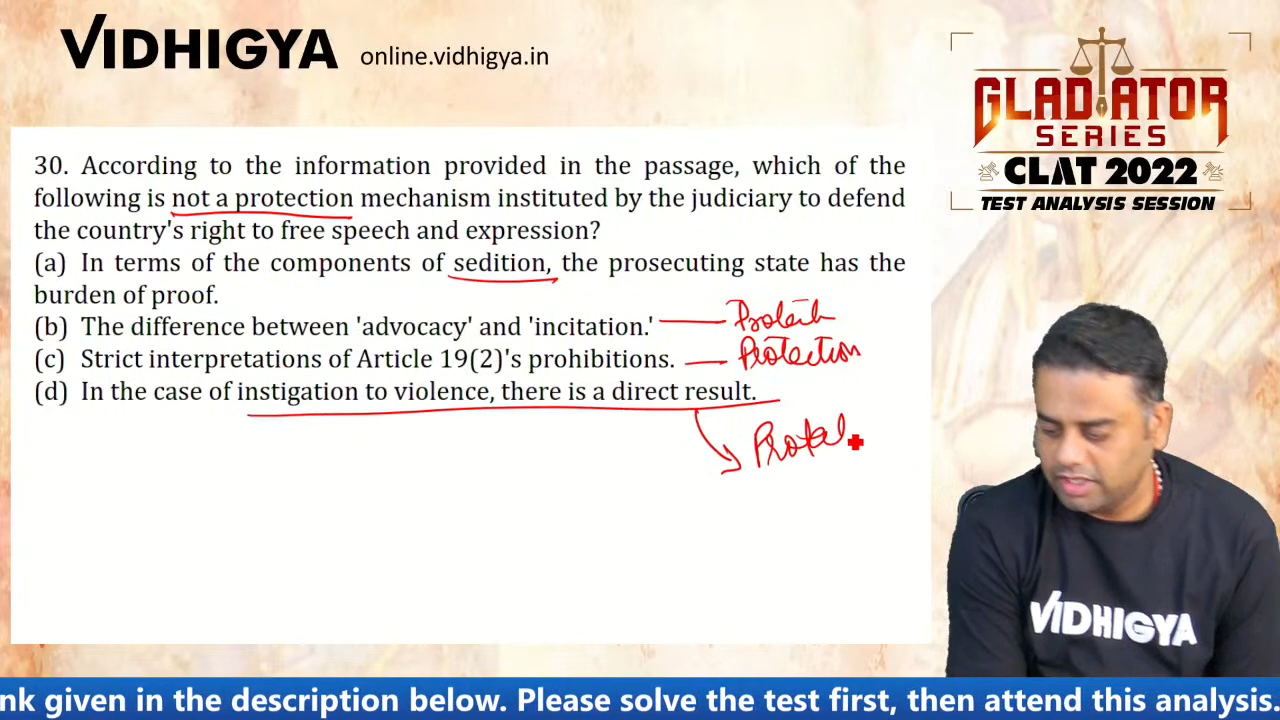 VIDHIGYA online.vidhigya.in
GLADIATOR
SERIES
CLAT 2022
TEST ANALYSIS SESSION
30. According to the information provided in the passage, which of the
following is not a protection mechanism instituted by the judiciary to defend
the country's right to free speech and expression?
(a) In terms of the components of sedition, the prosecuting state has the
burden of proof.
(b) The difference between 'advocacy' and 'incitation.'
(c) Strict interpretations of Article 19(2)'s prohibitions. Protection
(d) In the case of instigation to violence, there is a direct result.
VIDHIGYA
nk given in the description below. Please solve the test first, then attend this analysis.